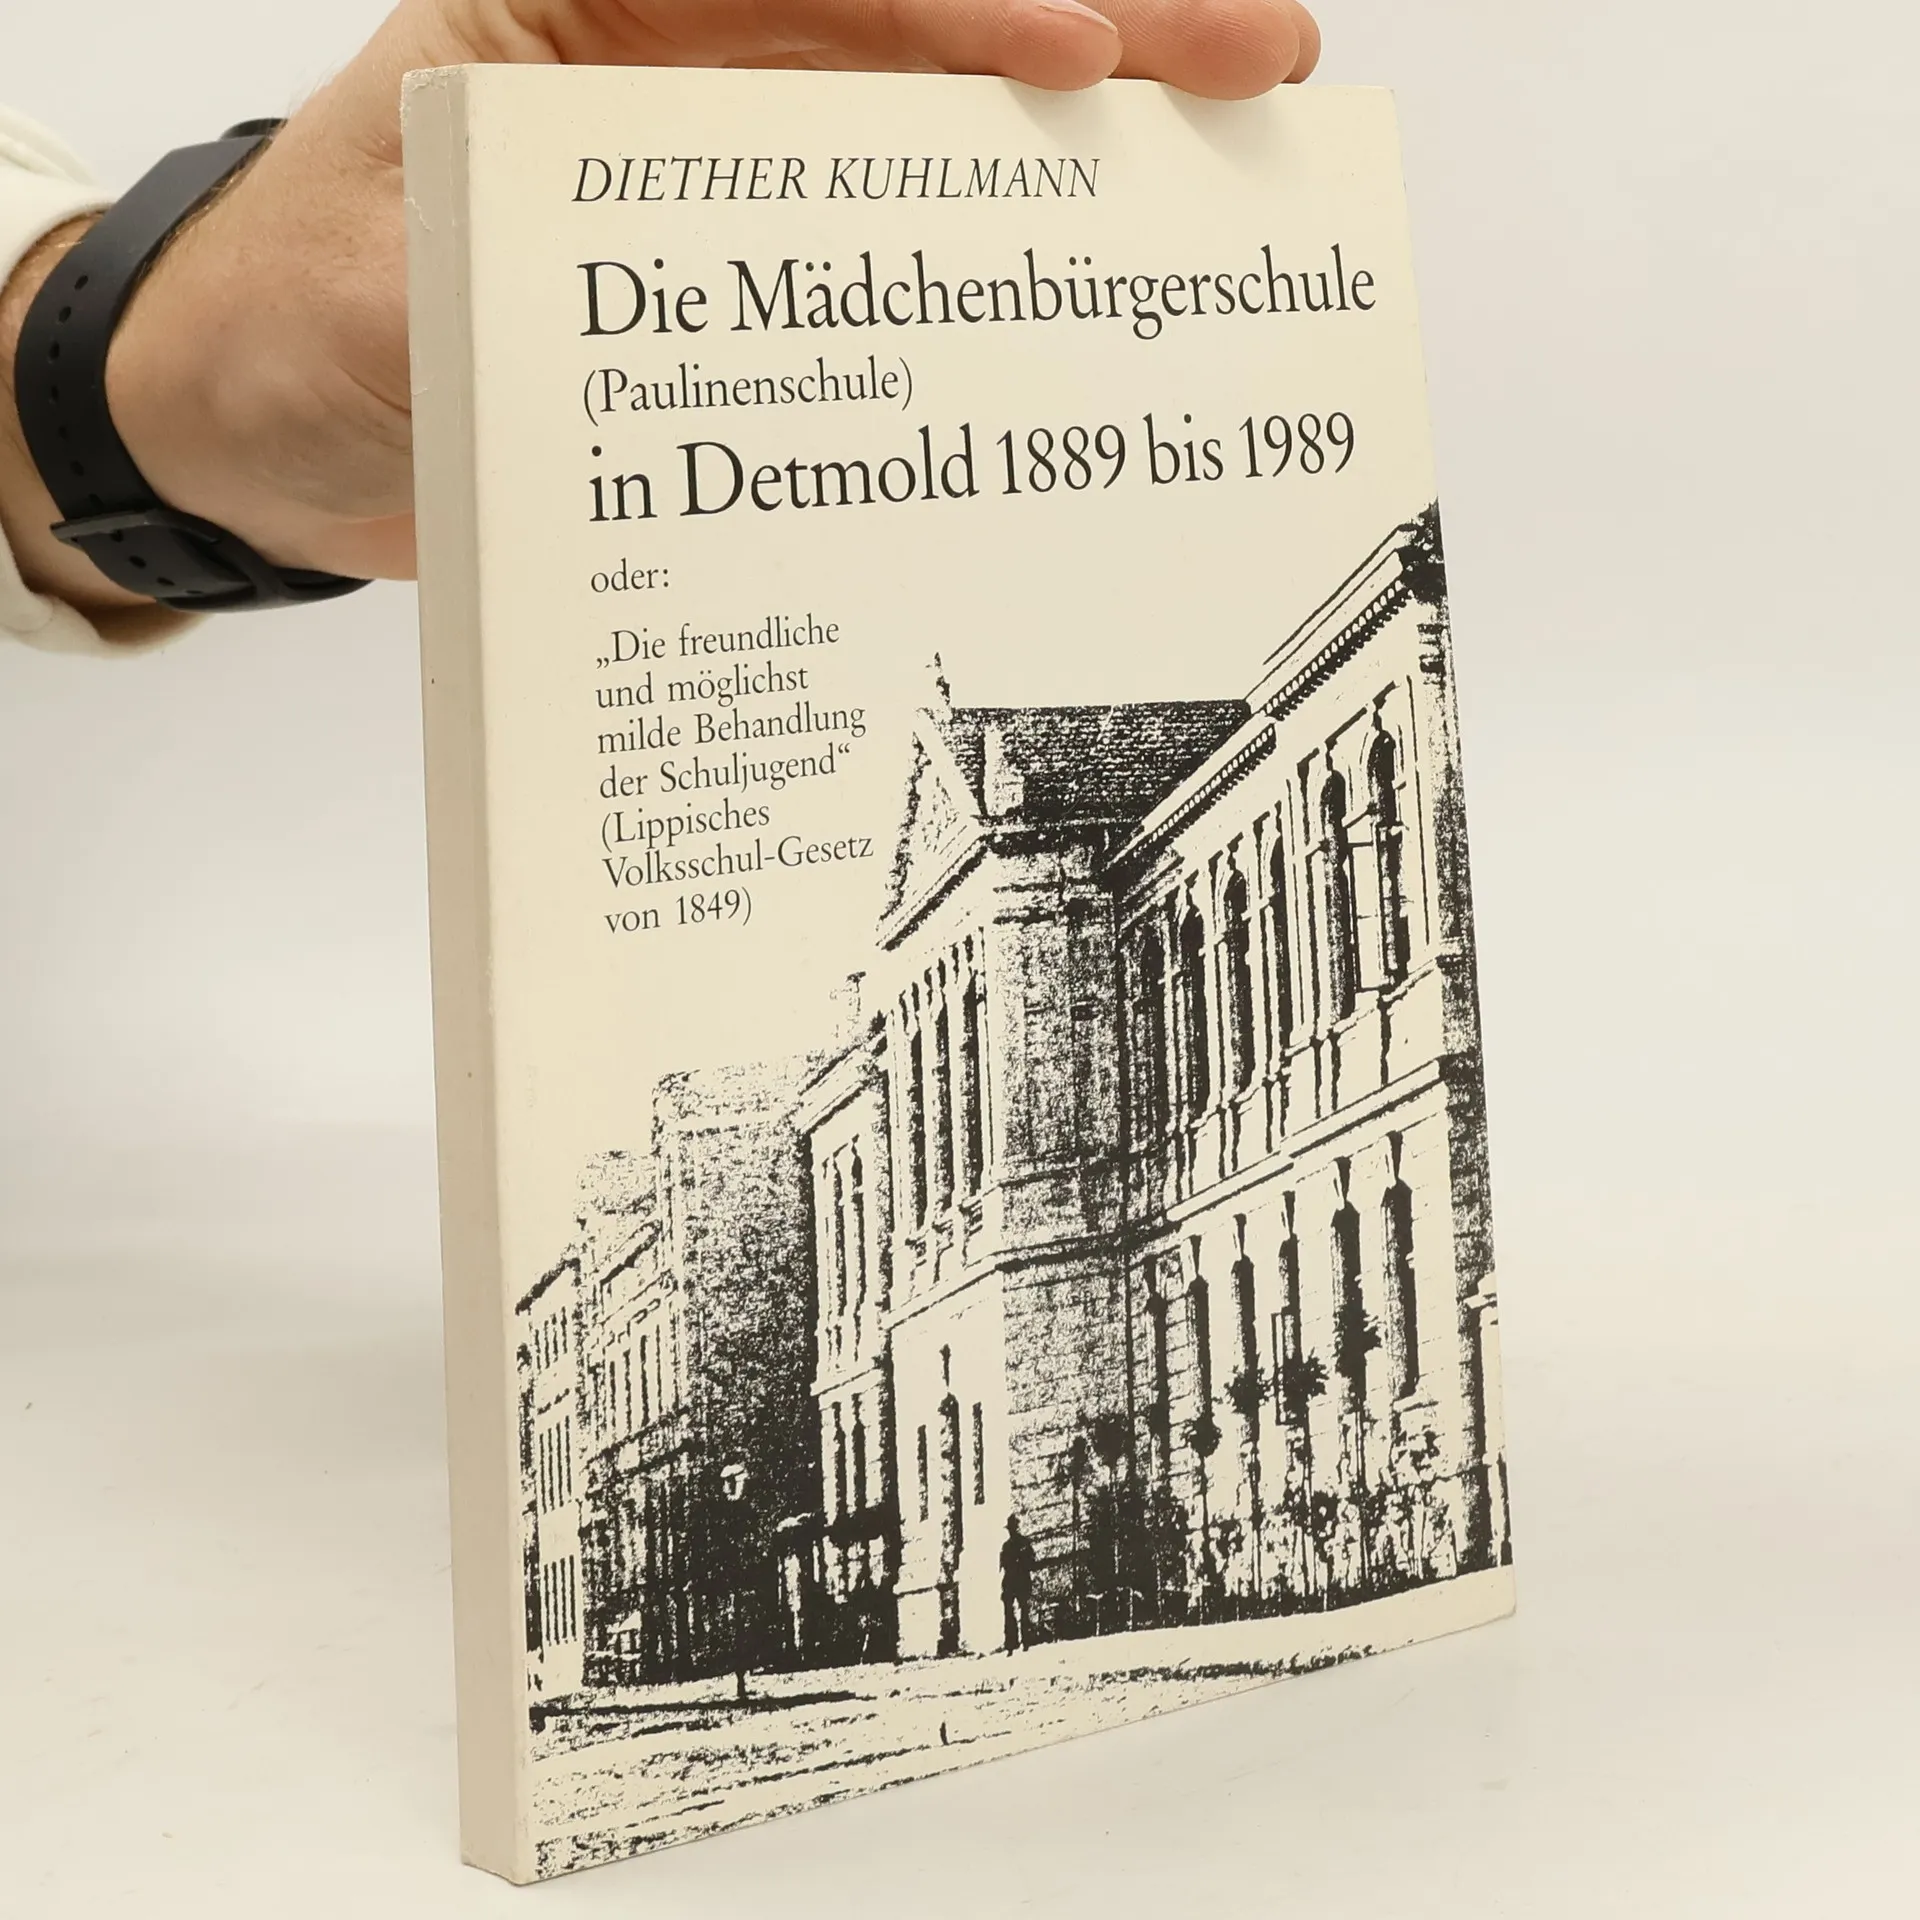 DIETHER KUHLMANN
Die Mädchenbürgerschule
(Paulinenschule)
in Detmold 1889 bis 1989
oder:
„Die freundliche
und möglichst
milde Behandlung
der Schuljugend“
(Lippisches
Volksschul-Gesetz
von 1849)